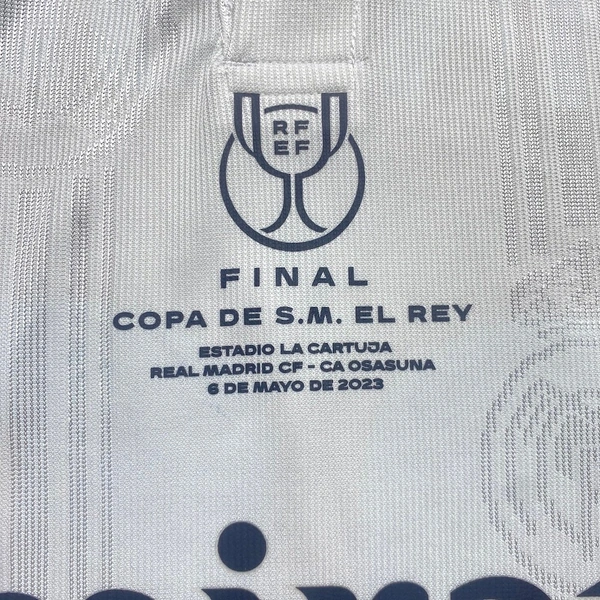 RF
EF
FINAL
COPA DE S.M. EL REY
ESTADIO LA CARTUJA
REAL MADRID CF - CA OSASUNA
6 DE MAYO DE 2023